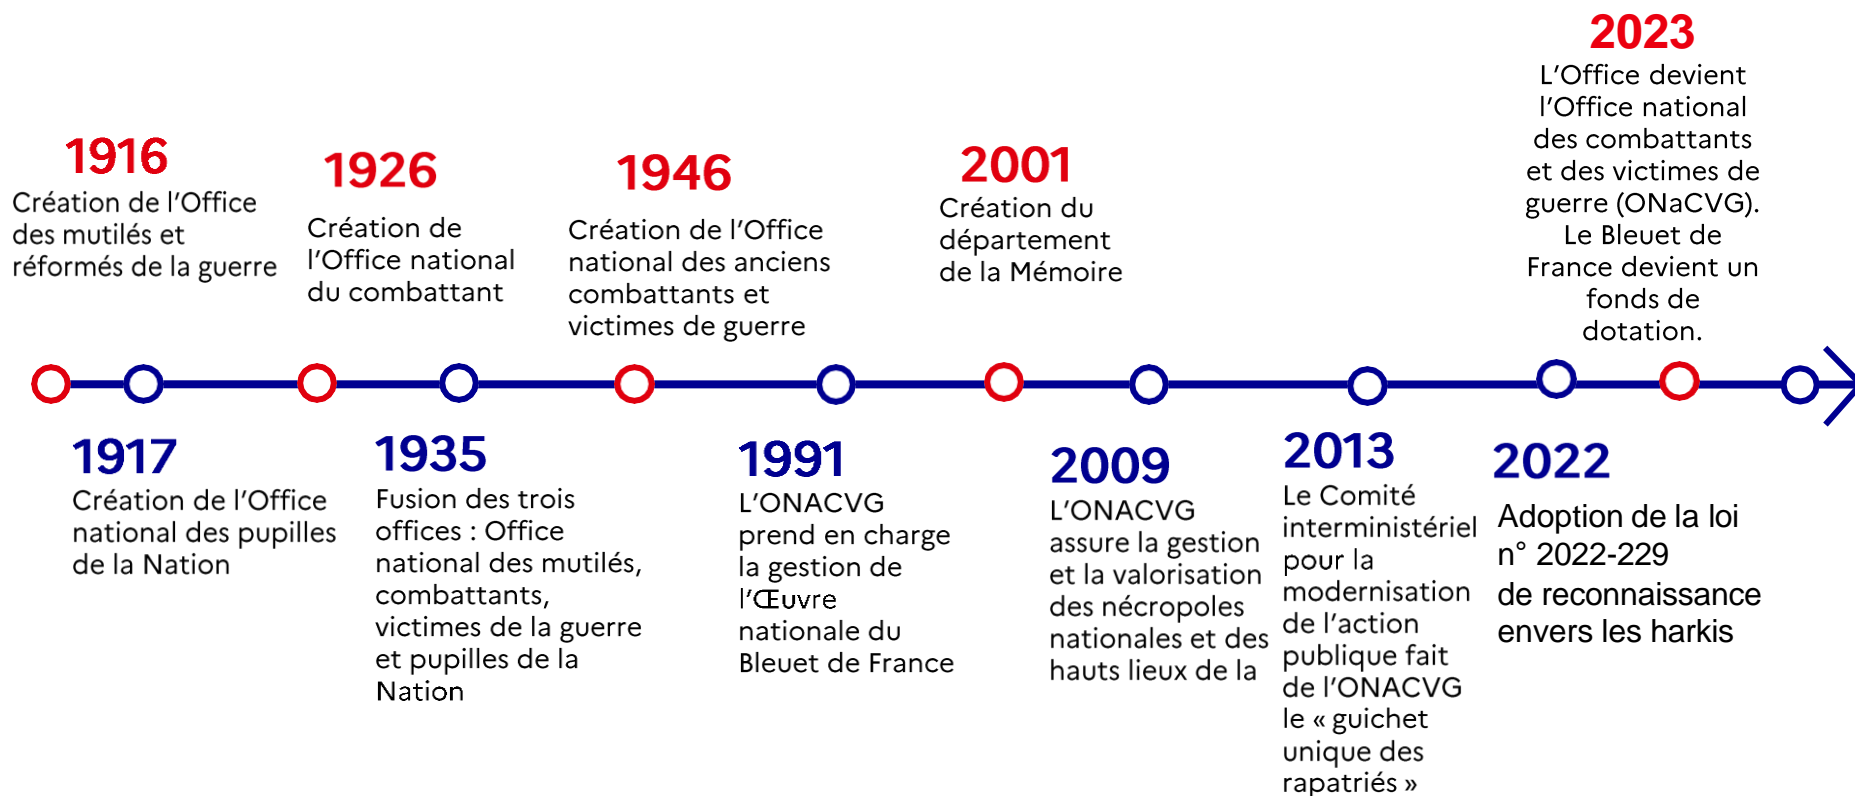 1916
Création de l’Office
des mutilés et
réformés de la guerre
1917
Création de l’Office
national des pupilles
de la Nation
1926
Création de
l’Office national
du combattant
1935
Fusion des trois
offices : Office
national des mutilés,
combattants,
victimes de la guerre
et pupilles de la
Nation
1946
Création de l’Office
national des anciens
combattants et
victimes de guerre
1991
L’ONACVG
prend en charge
la gestion de
l’Œuvre
nationale du
Bleuet de France
2001
Création du
département
de la Mémoire
2009
L’ONACVG
assure la gestion
et la valorisation
des nécropoles
nationales et des
hauts lieux de la
2013
Le Comité
interministériel
pour la
modernisation
de l’action
publique fait
de l’ONACVG
le « guichet
unique des
rapatriés »
2022
Adoption de la loi
n° 2022-229
de reconnaissance
envers les harkis
2023
L’Office devient
l’Office national
des combattants
et des victimes de
guerre (ONaCVG).
Le Bleuet de
France devient un
fonds de
dotation.